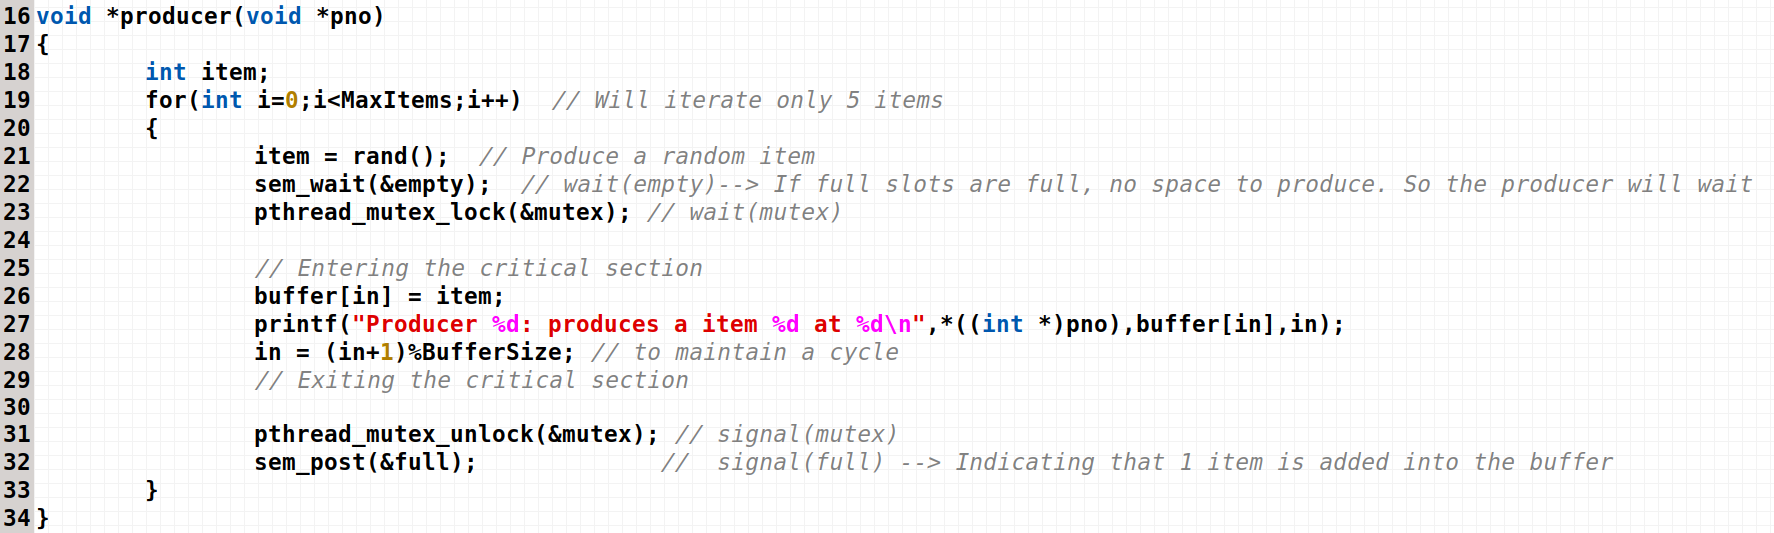 16 void *producer(void *pno)
17 {
18 int item;
19 for(int i=0;i<MaxItems;i++) // Will iterate only 5 items
20 {
21 item = rand(); // Produce a random item
22 sem_wait(&empty); // wait(empty)--> If full slots are full, no space to produce. So the producer will wait
23 pthread_mutex_lock(&mutex); // wait(mutex)
24
25 // Entering the critical section
26 buffer[in] = item;
27 printf("Producer %d: produces a item %d at %d\n",*((int *)pno),buffer[in],in);
28 in = (in+1)%BufferSize; // to maintain a cycle
29 // Exiting the critical section
30
31 pthread_mutex_unlock(&mutex); // signal(mutex)
32 sem_post(&full); // signal(full) --> Indicating that 1 item is added into the buffer
33 }
34 }